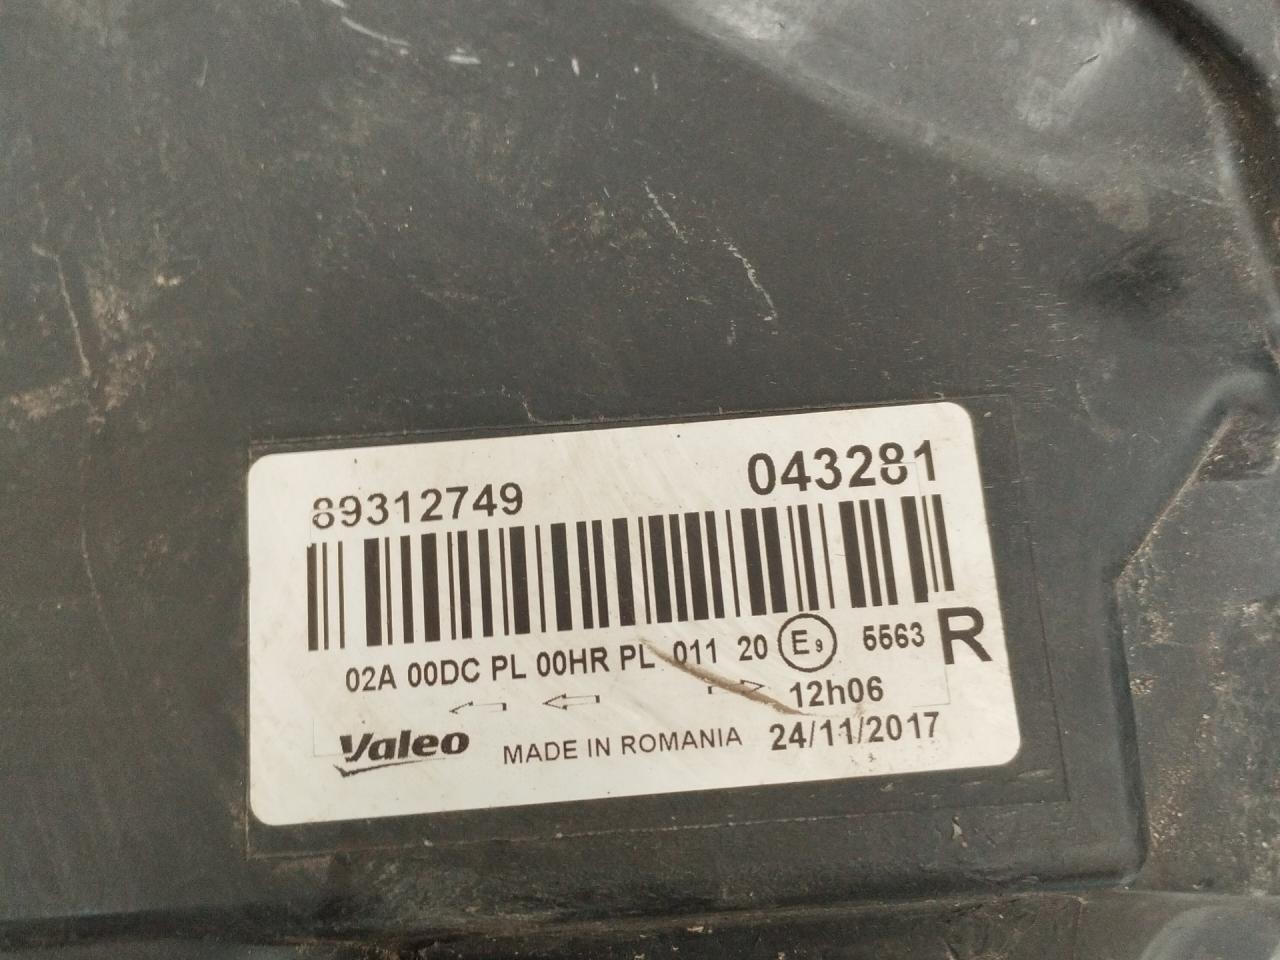 89312749 043281
02A 00DC PL 00HR PL 011 20 E9 5563 R
12h06
Valeo MADE IN ROMANIA 24/11/2017